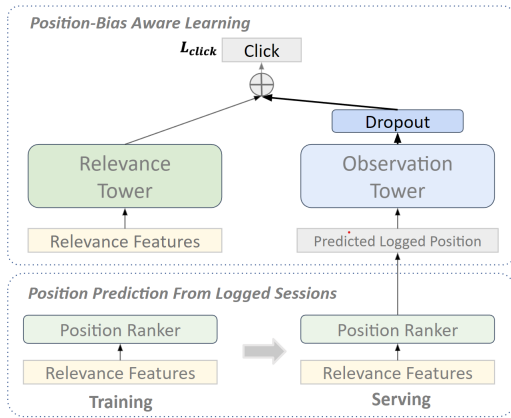 Position-Bias Aware Learning
L_click
Click
Dropout
Relevance
Tower
Observation
Tower
Relevance Features
Predicted Logged Position
Position Prediction From Logged Sessions
Position Ranker
Position Ranker
Relevance Features
Relevance Features
Training
Serving